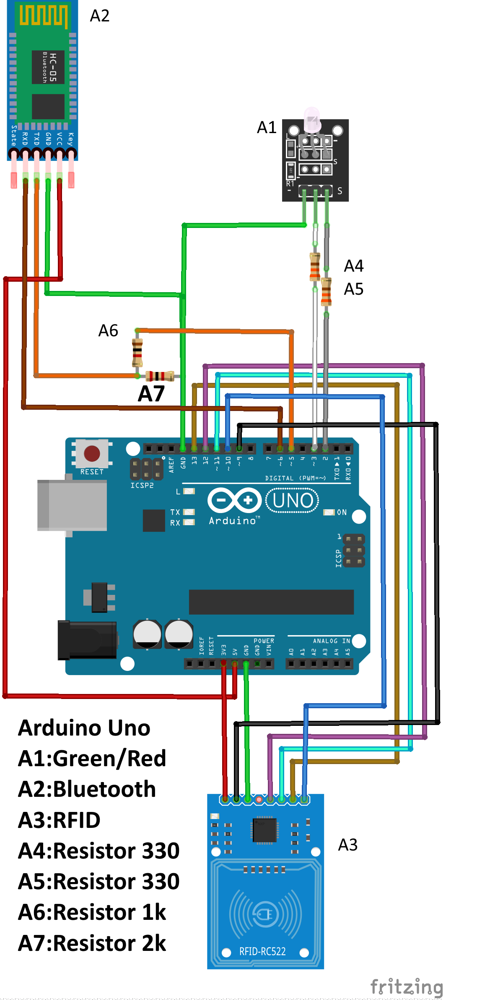 A2
HC-05
Bluetooth
State
RXD
TXD
GND
VCC
Key
A1
L
+
-
S
681
R1
-
-
S
A4
A5
A6
A7
RESET
ICSP2
AREF
GND
13
12
~11
~10
~9
8
7
~6
~5
4
~3
2
TX0▶1
RX0◀0
DIGITAL (PWM=~)
L
TX
RX
Arduino™
UNO
ON
1
ICSP
IOREF
RESET
3V3
5V
GND
GND
VIN
POWER
ANALOG IN
A0
A1
A2
A3
A4
A5
Arduino Uno
A1:Green/Red
A2:Bluetooth
A3:RFID
A4:Resistor 330
A5:Resistor 330
A6:Resistor 1k
A7:Resistor 2k
NXP
A3
RFID-RC522
fritzing